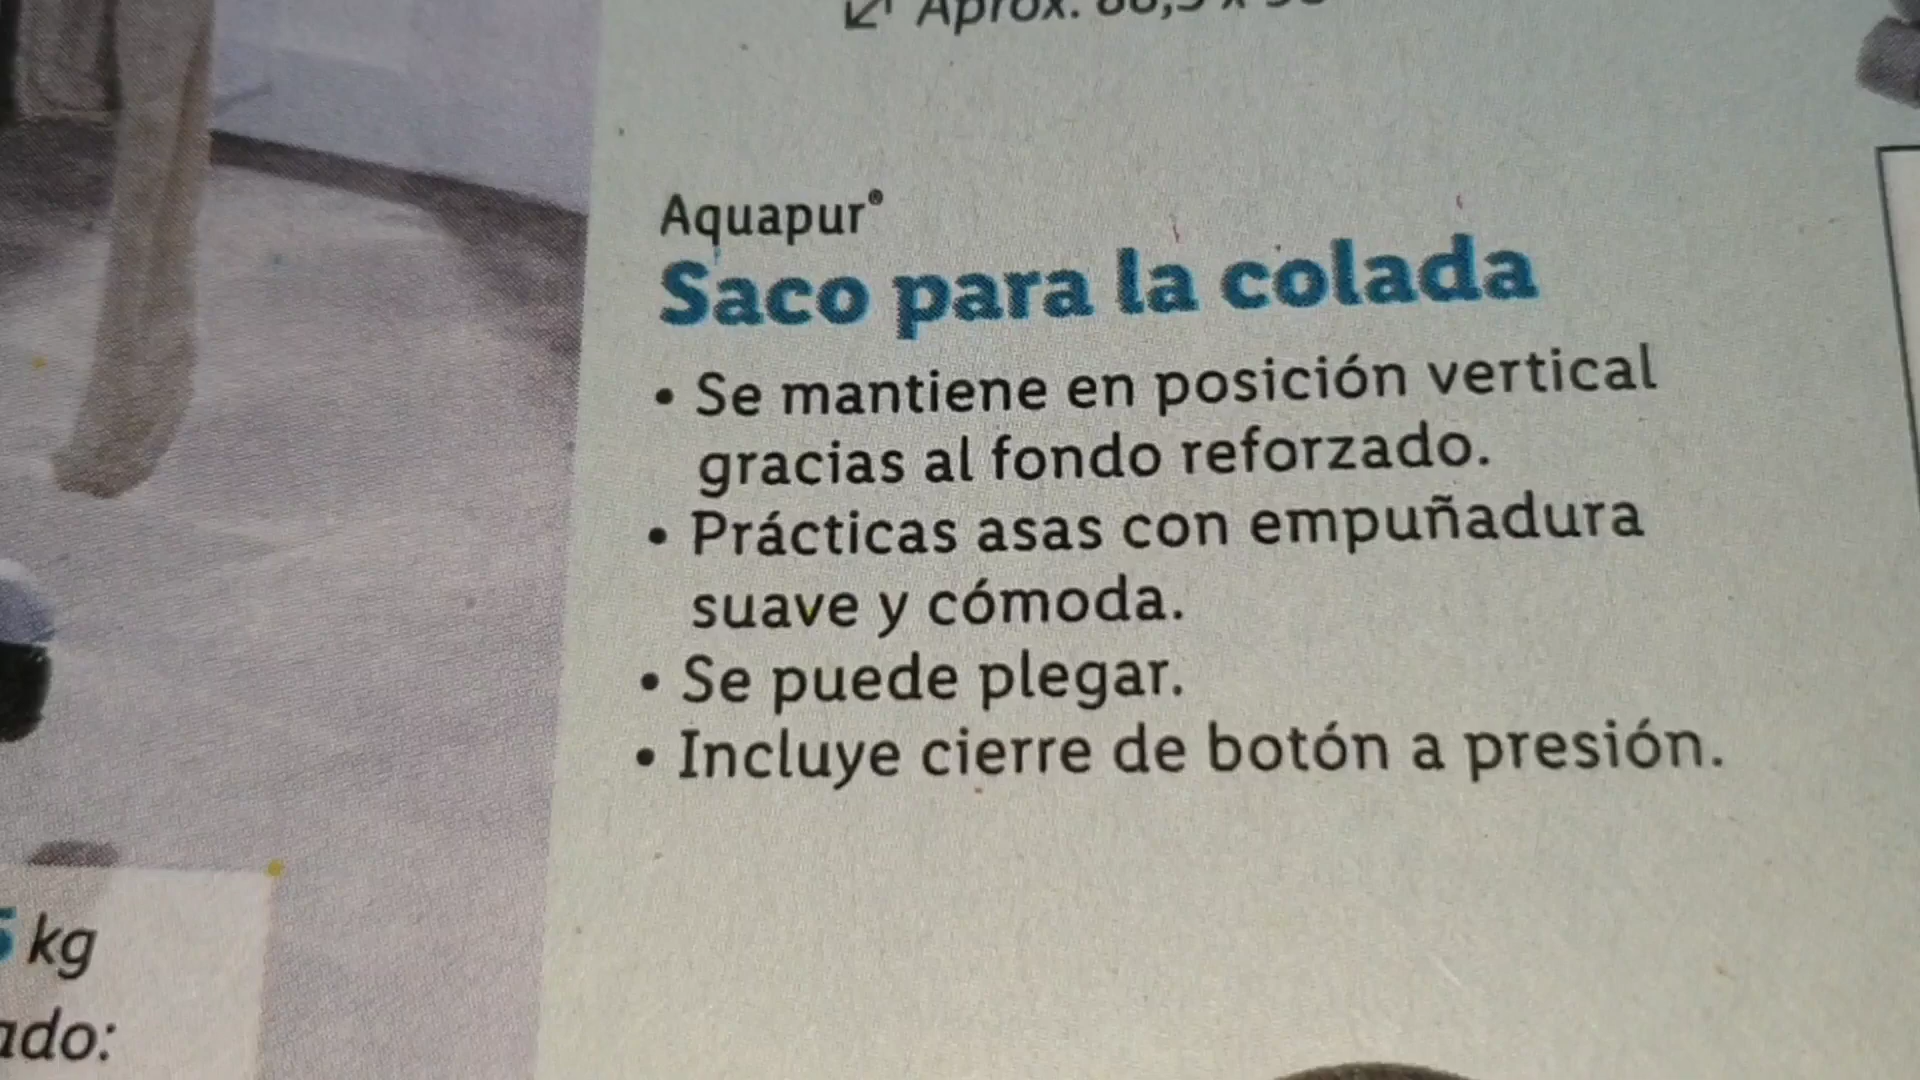 Aprox.
Aquapur®
Saco para la colada
• Se mantiene en posición vertical
gracias al fondo reforzado.
• Prácticas asas con empuñadura
suave y cómoda.
• Se puede plegar.
• Incluye cierre de botón a presión.
kg